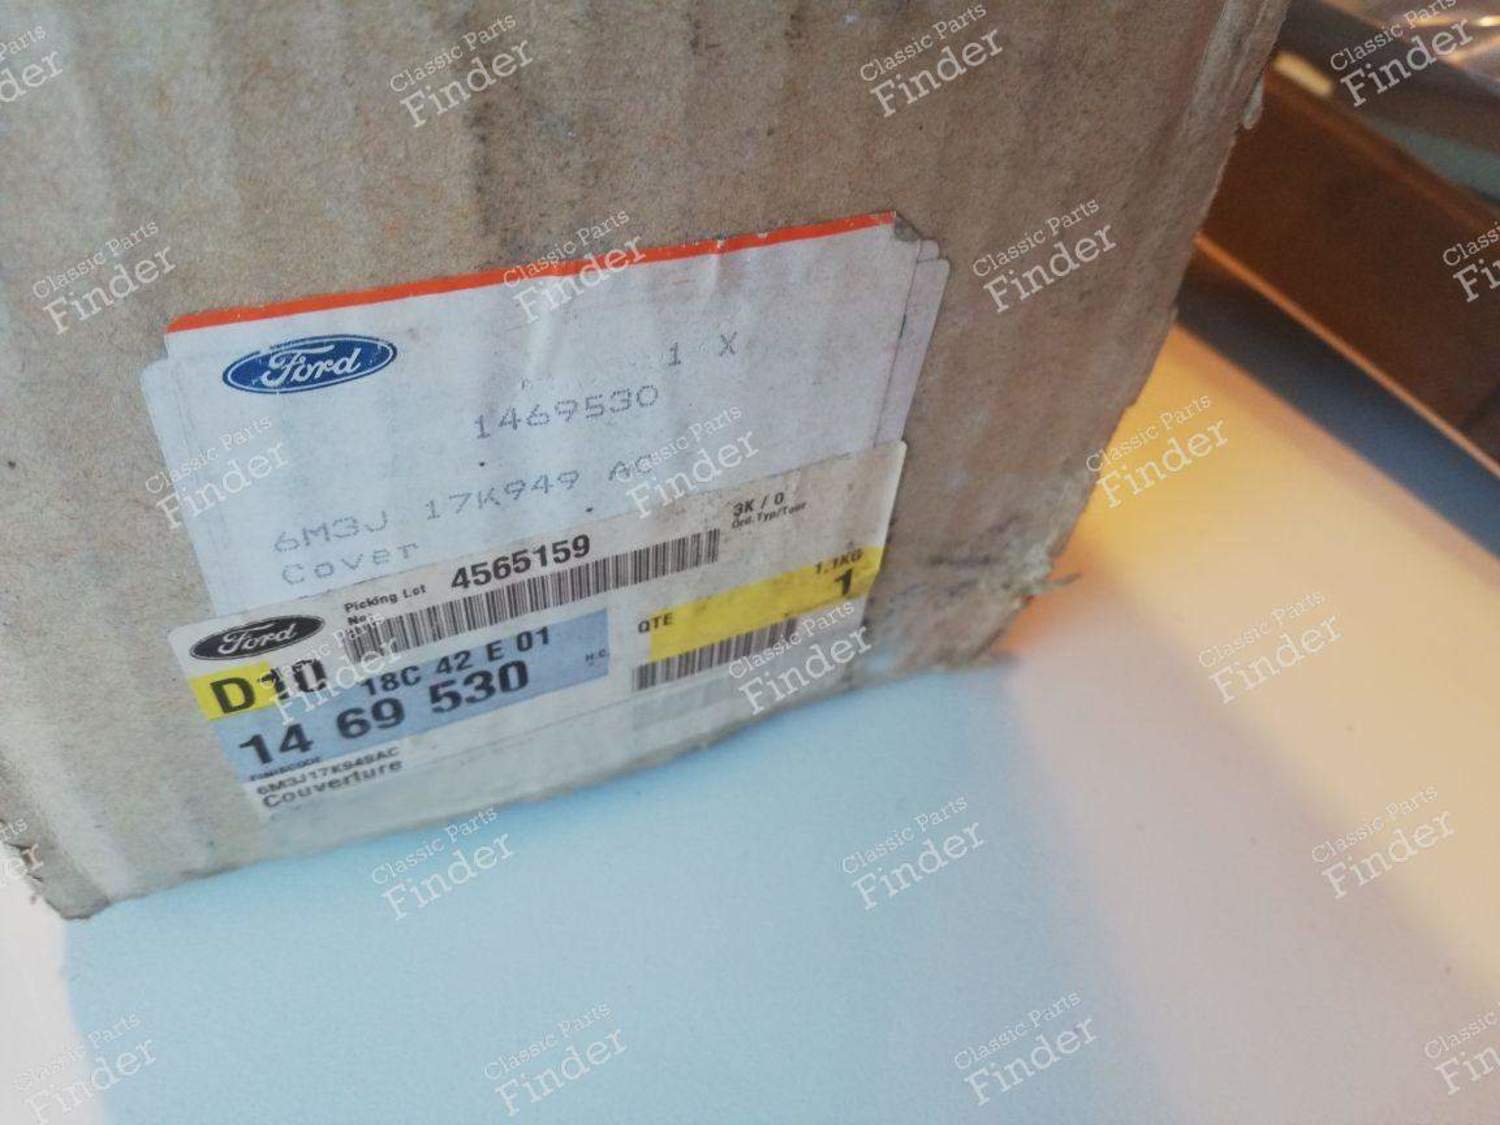 Ford
1 X
1469530
6M3J 17K949 AC
Cover
Picking Lot
No.
4565159
3K / 0
Ord.Typ/Tour
Ford
D10
18C 42 E 01
H.C.
14 69 530
FINISCODE
6M3J17K949AC
Couverture
QTE
1.1KG
1
Classic Parts
Finder